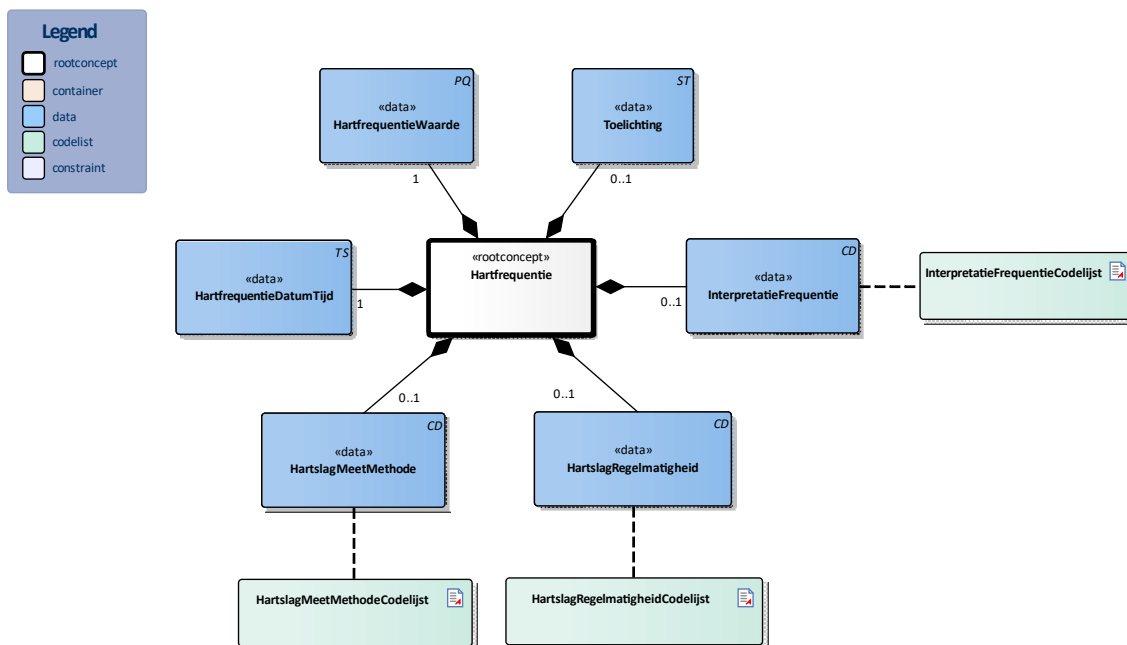 Legend
rootconcept
container
data
codelist
constraint
PQ
«data»
HartfrequentieWaarde
1
ST
«data»
Toelichting
0..1
TS
«data»
HartfrequentieDatumTijd
1
«rootconcept»
Hartfrequentie
CD
«data»
InterpretatieFrequentie
0..1
InterpretatieFrequentieCodelijst
0..1
CD
«data»
HartslagMeetMethode
0..1
CD
«data»
HartslagRegelmatigheid
HartslagMeetMethodeCodelijst
HartslagRegelmatigheidCodelijst